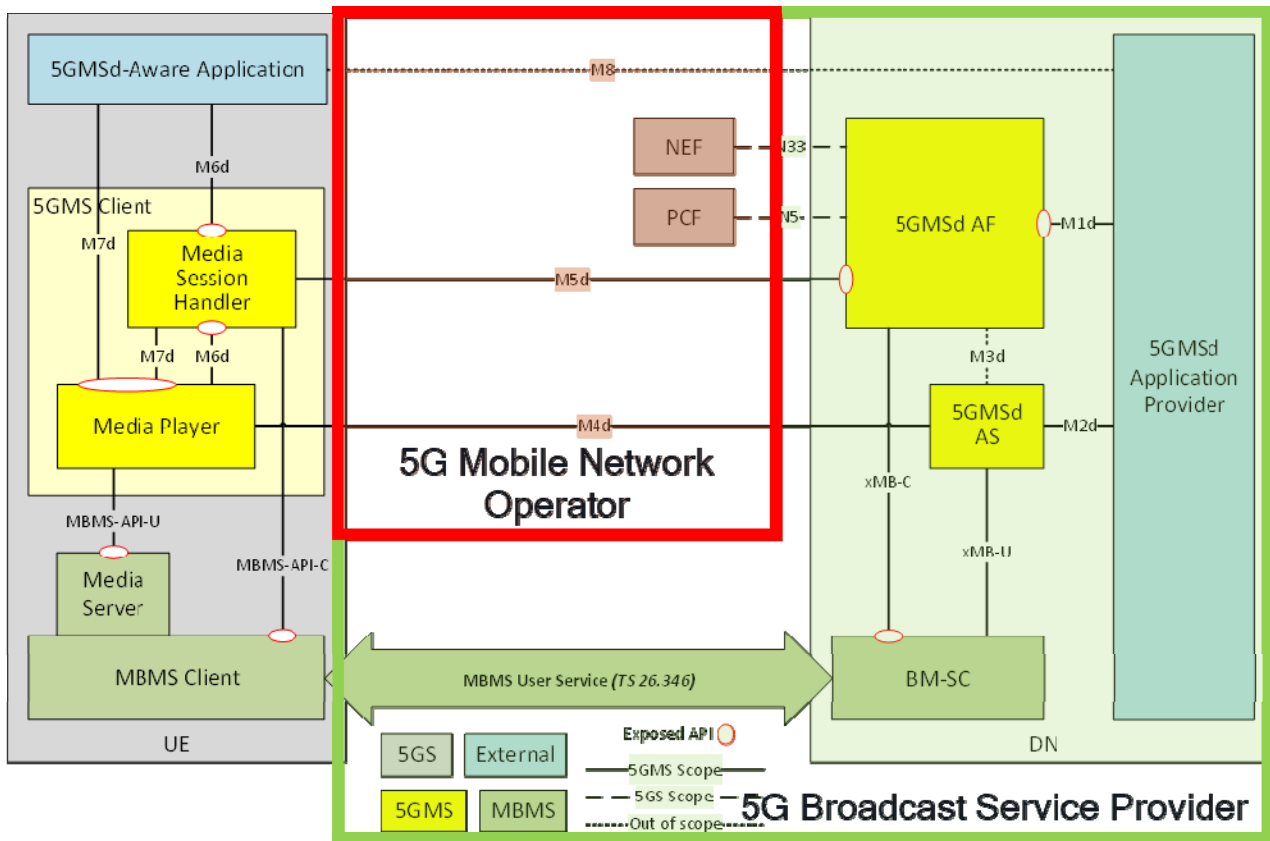 5GMSd-Aware Application
M8
NEF
N33
PCF
N5
5GMSd AF
M1d
M6d
5GMS Client
M7d
Media
Session
Handler
M5d
M7d
M6d
M3d
5GMSd
Application
Provider
Media Player
M4d
5GMSd
AS
M2d
5G Mobile Network
Operator
xMB-C
MBMS-API-U
xMB-U
MBMS-API-C
Media
Server
MBMS Client
MBMS User Service (TS 26.346)
BM-SC
UE
DN
5GS
External
5GMS
MBMS
Exposed API
5GMS Scope
5GS Scope
Out of scope
5G Broadcast Service Provider